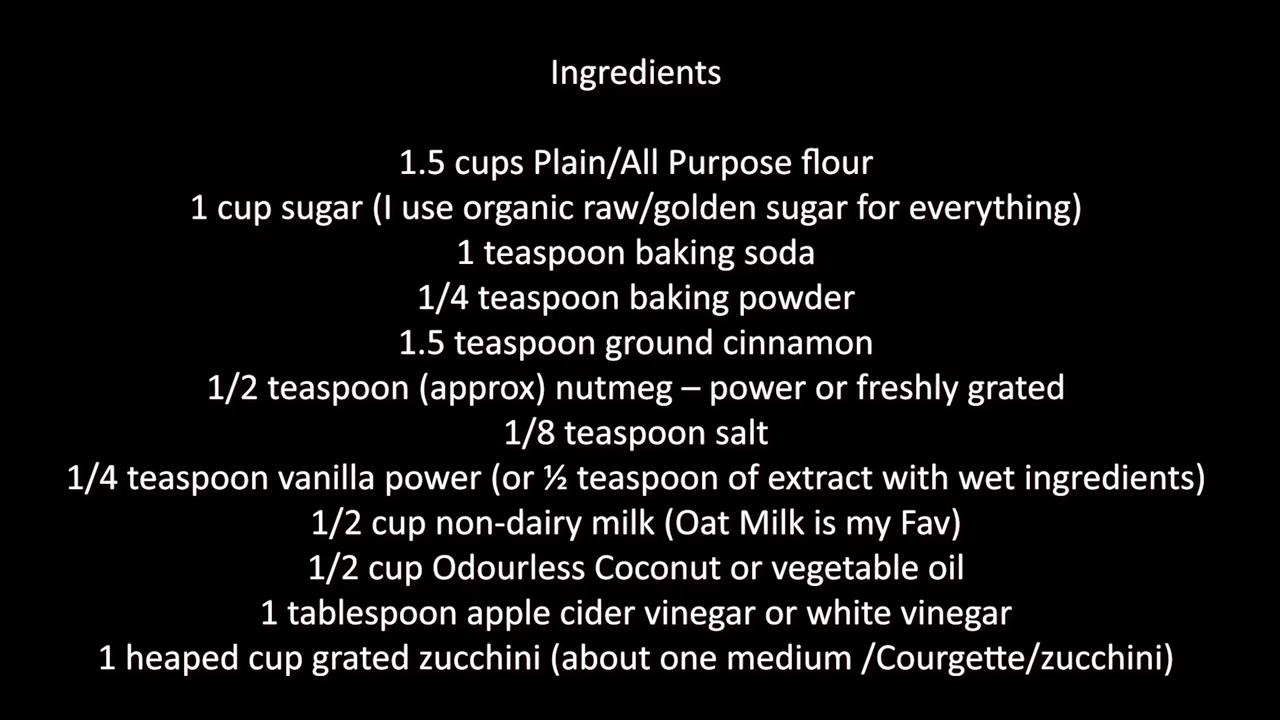 Ingredients
1.5 cups Plain/All Purpose flour
1 cup sugar (I use organic raw/golden sugar for everything)
1 teaspoon baking soda
1/4 teaspoon baking powder
1.5 teaspoon ground cinnamon
1/2 teaspoon (approx) nutmeg – power or freshly grated
1/8 teaspoon salt
1/4 teaspoon vanilla power (or ½ teaspoon of extract with wet ingredients)
1/2 cup non-dairy milk (Oat Milk is my Fav)
1/2 cup Odourless Coconut or vegetable oil
1 tablespoon apple cider vinegar or white vinegar
1 heaped cup grated zucchini (about one medium /Courgette/zucchini)